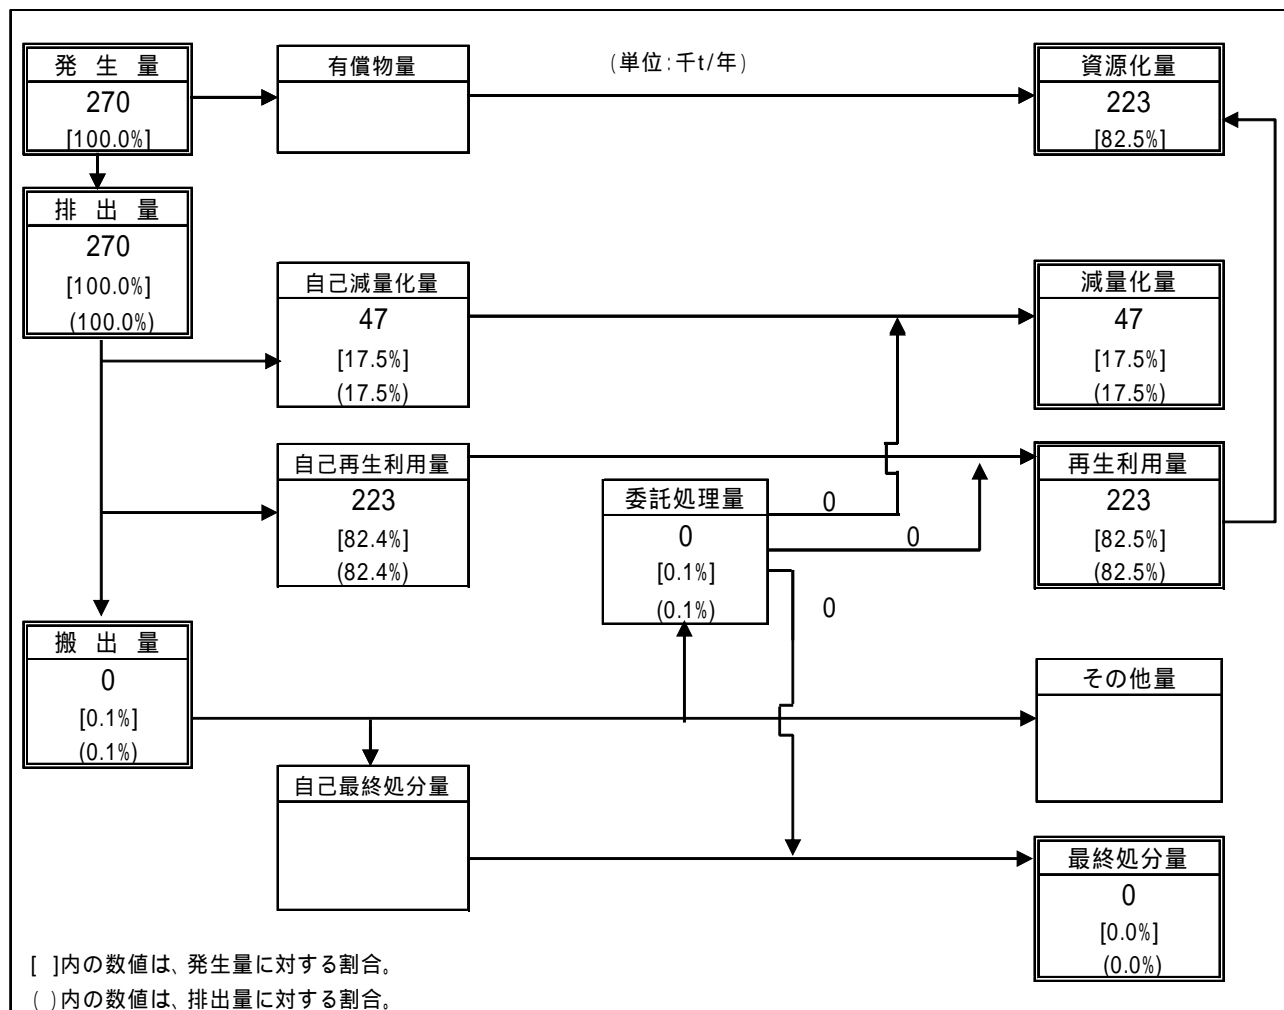 発 生 量
270
[100.0%]
有償物量
(単位:千t/年)
資源化量
223
[82.5%]
排 出 量
270
[100.0%]
(100.0%)
自己減量化量
47
[17.5%]
(17.5%)
減量化量
47
[17.5%]
(17.5%)
自己再生利用量
223
[82.4%]
(82.4%)
委託処理量
0
[0.1%]
(0.1%)
0
0
0
再生利用量
223
[82.5%]
(82.5%)
搬 出 量
0
[0.1%]
(0.1%)
その他量
自己最終処分量
最終処分量
0
[0.0%]
(0.0%)
[ ]内の数値は、発生量に対する割合。
( )内の数値は、排出量に対する割合。